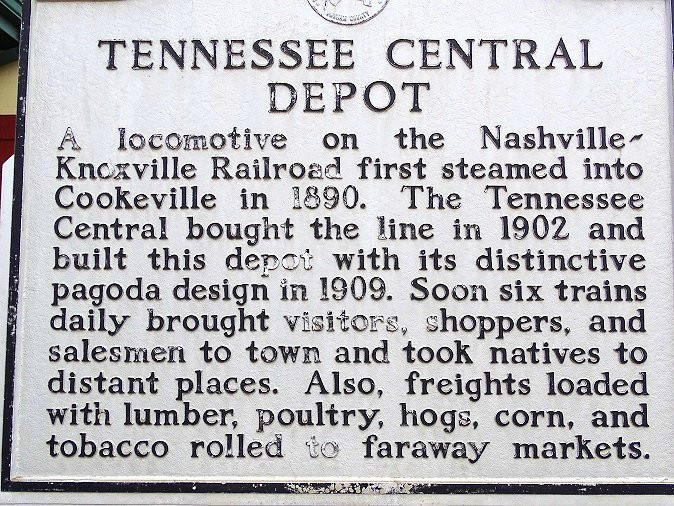 TENNESSEE CENTRAL
DEPOT
A locomotive on the Nashville-
Knoxville Railroad first steamed into
Cookeville in 1890. The Tennessee
Central bought the line in 1902 and
built this depot with its distinctive
pagoda design in 1909. Soon six trains
daily brought visitors, shoppers, and
salesmen to town and took natives to
distant places. Also, freights loaded
with lumber, poultry, hogs, corn, and
tobacco rolled to faraway markets.